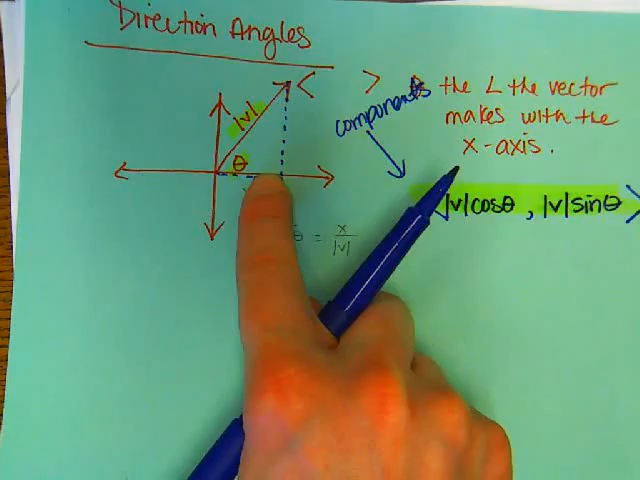 Direction Angles
< >
the ∠ the vector
makes with the
x-axis.
components
|v|
θ
<|v|cosθ, |v|sinθ>
θ = x/|v|